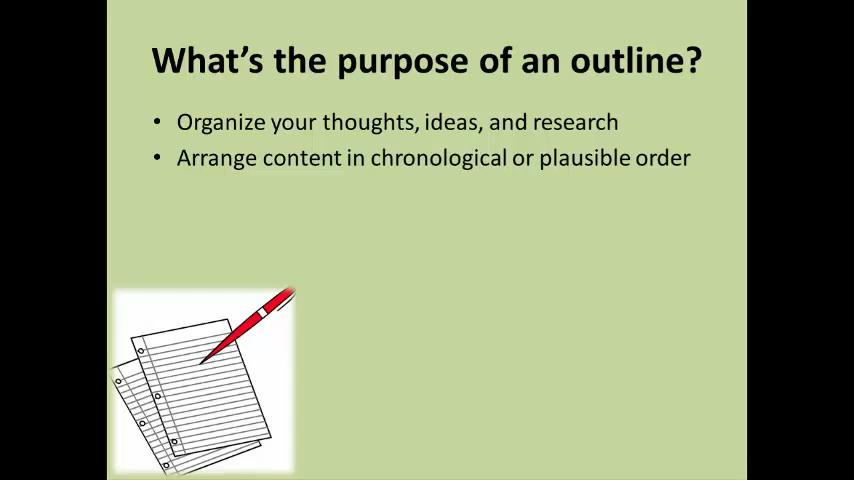 What's the purpose of an outline?
• Organize your thoughts, ideas, and research
• Arrange content in chronological or plausible order